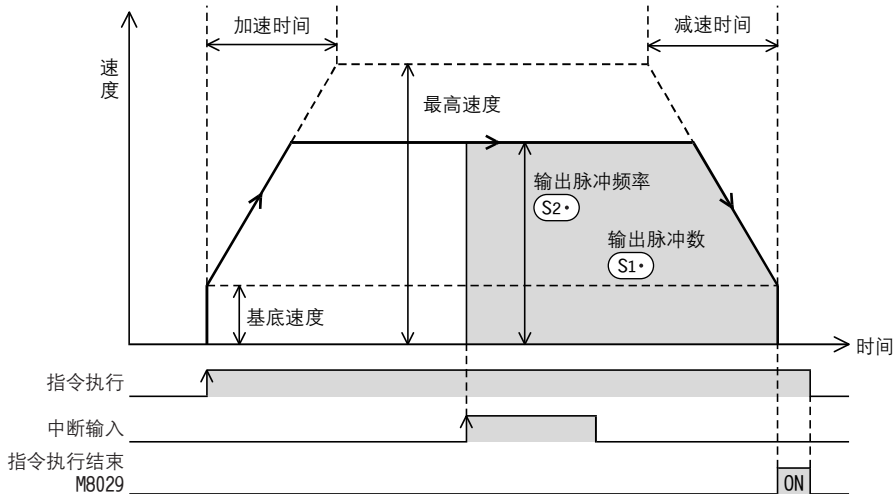 加速时间
减速时间
速度
最高速度
输出脉冲频率
S2・
输出脉冲数
S1・
基底速度
时间
指令执行
中断输入
指令执行结束
M8029
ON